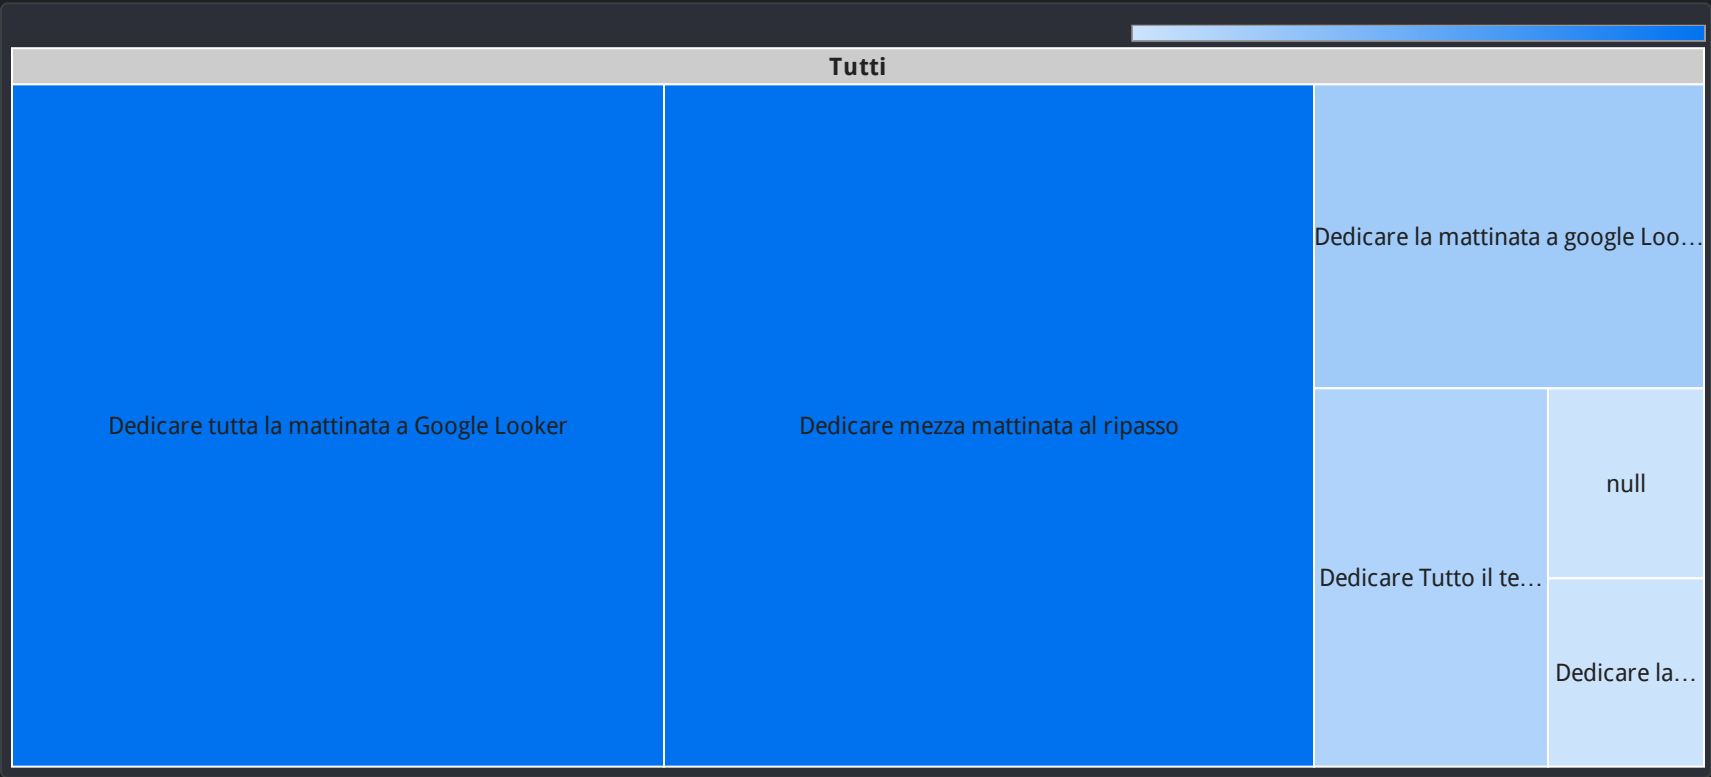 Tutti
Dedicare tutta la mattinata a Google Looker
Dedicare mezza mattinata al ripasso
Dedicare la mattinata a google Loo…
Dedicare Tutto il te…
null
Dedicare la…